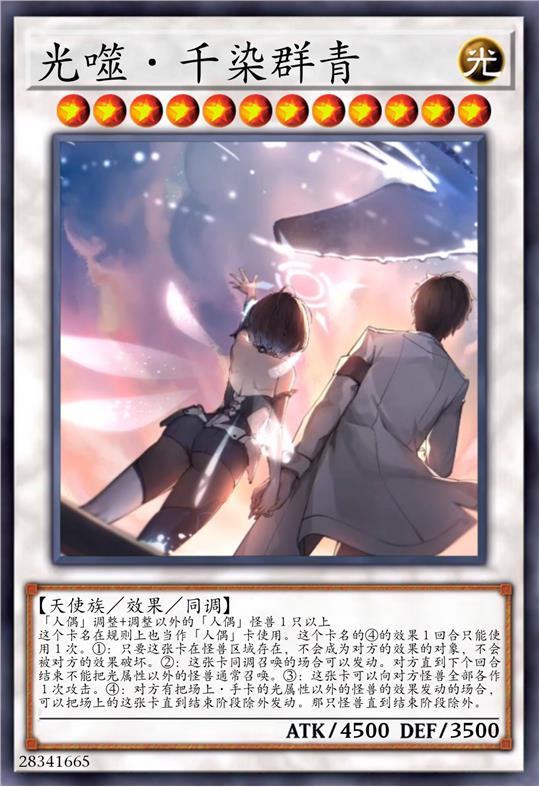 光噬·千染群青
光
【天使族／效果／同调】
「人偶」调整+调整以外的「人偶」怪兽1只以上
这个卡名在规则上也当作「人偶」卡使用。这个卡名的④的效果1回合只能使
用1次。①：只要这张卡在怪兽区域存在，不会成为对方的效果的对象，不会
被对方的效果破坏。②：这张卡同调召唤的场合可以发动。对方直到下个回合
结束不能把光属性以外的怪兽通常召唤。③：这张卡可以向对方怪兽全部各作
1次攻击。④：对方有把场上·手卡的光属性以外的怪兽的效果发动的场合，
可以把场上的这张卡直到结束阶段除外发动。那只怪兽直到结束阶段除外。
ATK/4500 DEF/3500
28341665